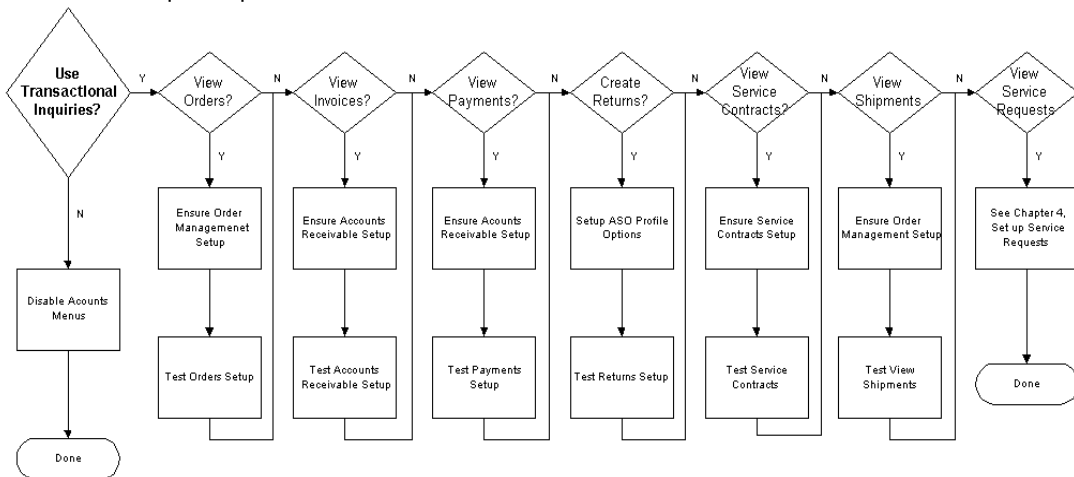 Use
Transactional
Inquiries?
Y
N
Disable Acounts
Menus
Done
View
Orders?
N
Y
Ensure Order
Managemenet
Setup
Test Orders Setup
View
Invoices?
N
Y
Ensure Accounts
Receivable Setup
Test Accounts
Receivable Setup
View
Payments?
N
Y
Ensure Acounts
Receivable Setup
Test Payments
Setup
Create
Returns?
N
Y
Setup ASO Profile
Options
Test Returns Setup
View
Service
Contracts?
N
Y
Ensure Service
Contracts Setup
Test Service
Contracts
View
Shipments
N
Y
Ensure Order
Management Setup
Test View
Shipments
View
Service
Requests
Y
See Chapter 4,
Set up Service
Requests
Done